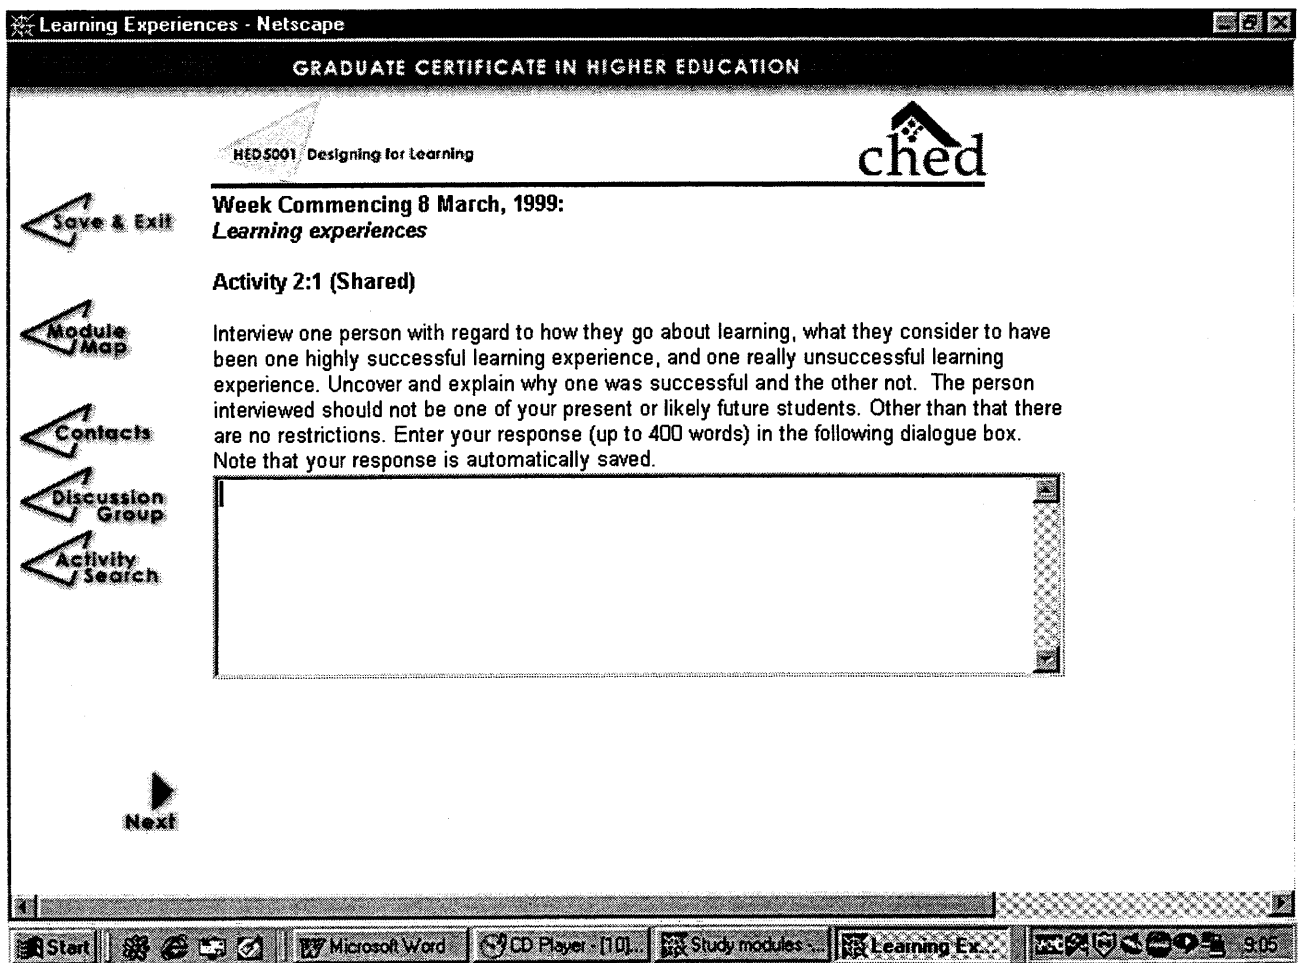 Learning Experiences - Netscape
GRADUATE CERTIFICATE IN HIGHER EDUCATION
HED5001 Designing for Learning
ched
Week Commencing 8 March, 1999:
Learning experiences
Activity 2:1 (Shared)
Interview one person with regard to how they go about learning, what they consider to have
been one highly successful learning experience, and one really unsuccessful learning
experience. Uncover and explain why one was successful and the other not. The person
interviewed should not be one of your present or likely future students. Other than that there
are no restrictions. Enter your response (up to 400 words) in the following dialogue box.
Note that your response is automatically saved.
Save & Exit
Module
Map
Contacts
Discussion
Group
Activity
Search
Next
Start
Microsoft Word
CD Player - [10]...
Study modules -...
Learning Ex...
9:05